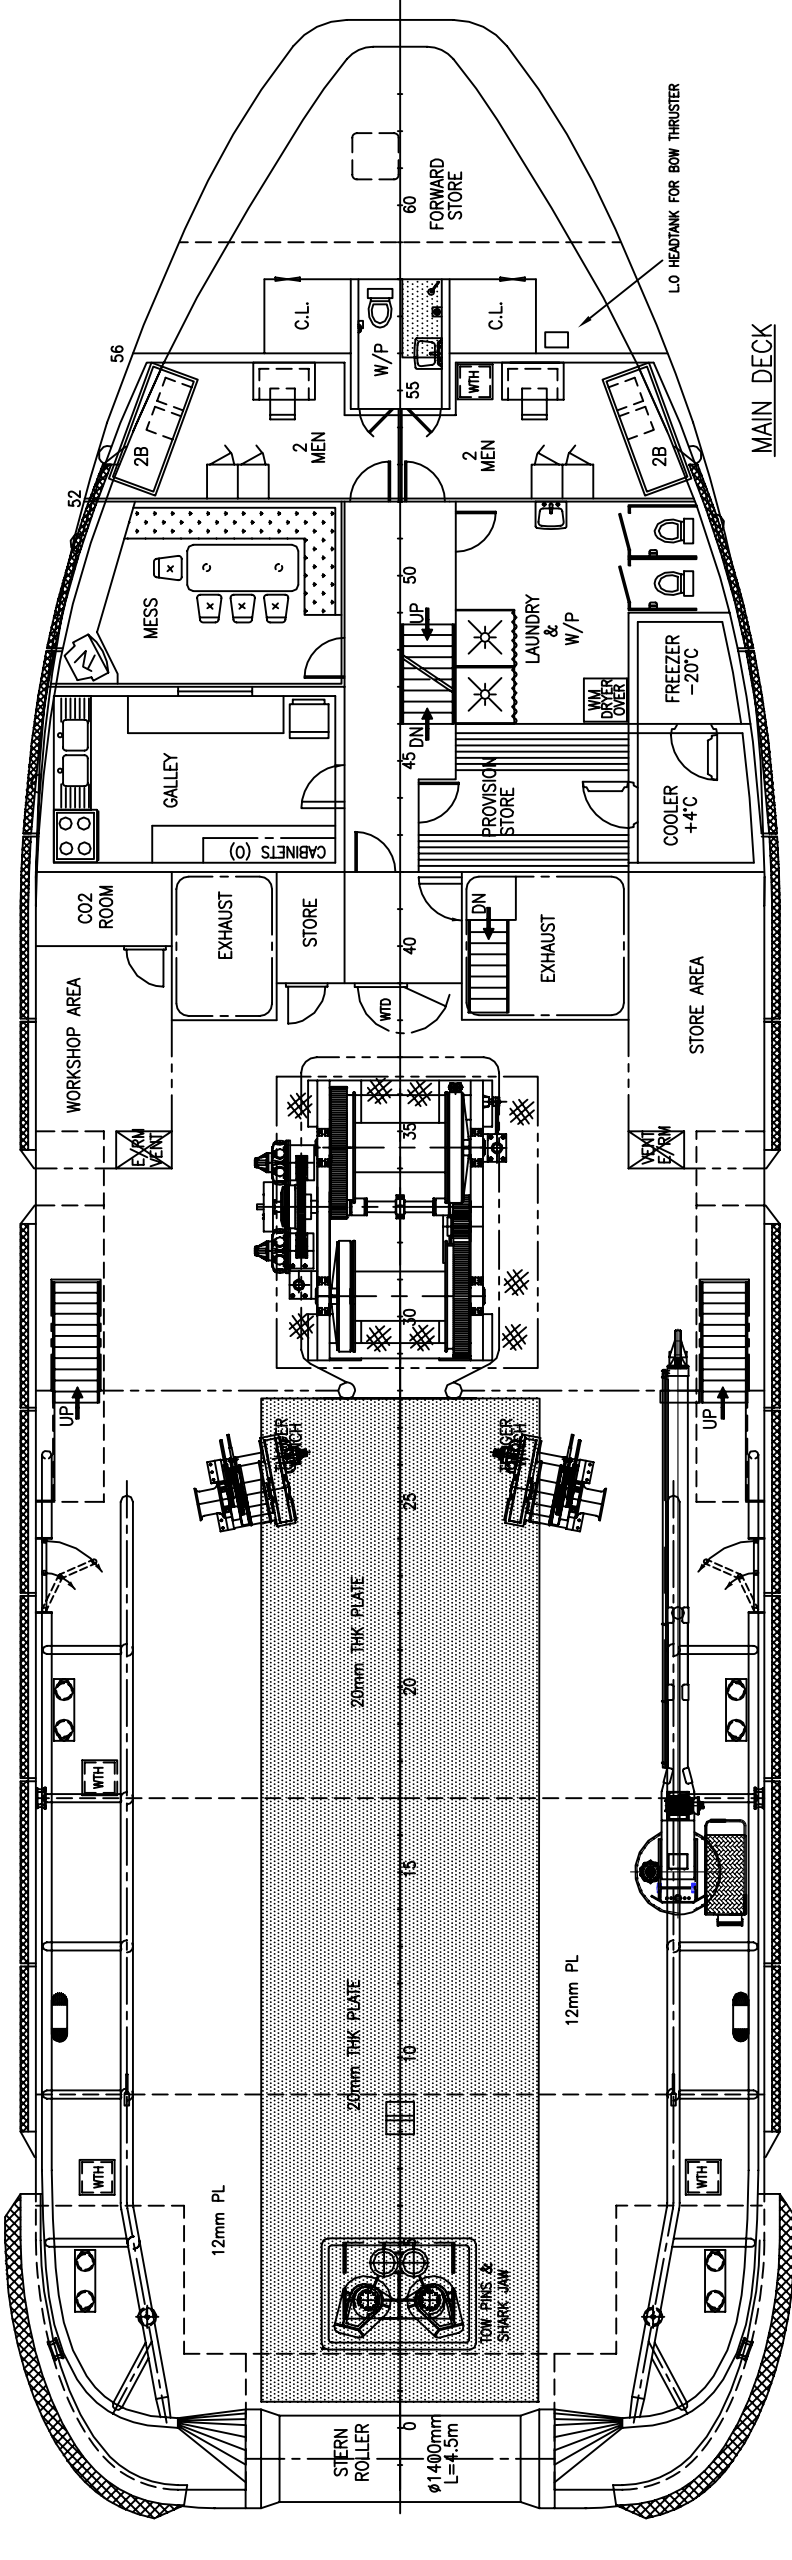 60
FORWARD
STORE
L.O HEADTANK FOR BOW THRUSTER
C.L.
C.L.
W/P
56
55
WTH
MAIN DECK
2B
2
MEN
2
MEN
2B
52
50
MESS
UP
LAUNDRY
&
W/P
FREEZER
-20°C
WM
DRYER
OVER
DN
45
GALLEY
PROVISION
STORE
COOLER
+4°C
CABINETS (O)
CO2
ROOM
EXHAUST
STORE
DN
40
EXHAUST
WORKSHOP AREA
WTD
STORE AREA
35
E/RM
VENT
VENT
E/RM
30
UP
UP
25
20mm THK PLATE
20
WTH
15
20mm THK PLATE
12mm PL
10
WTH
WTH
12mm PL
5
TOW PINS &
SHARK JAW
0
STERN
ROLLER
ø1400mm
L=4.5m